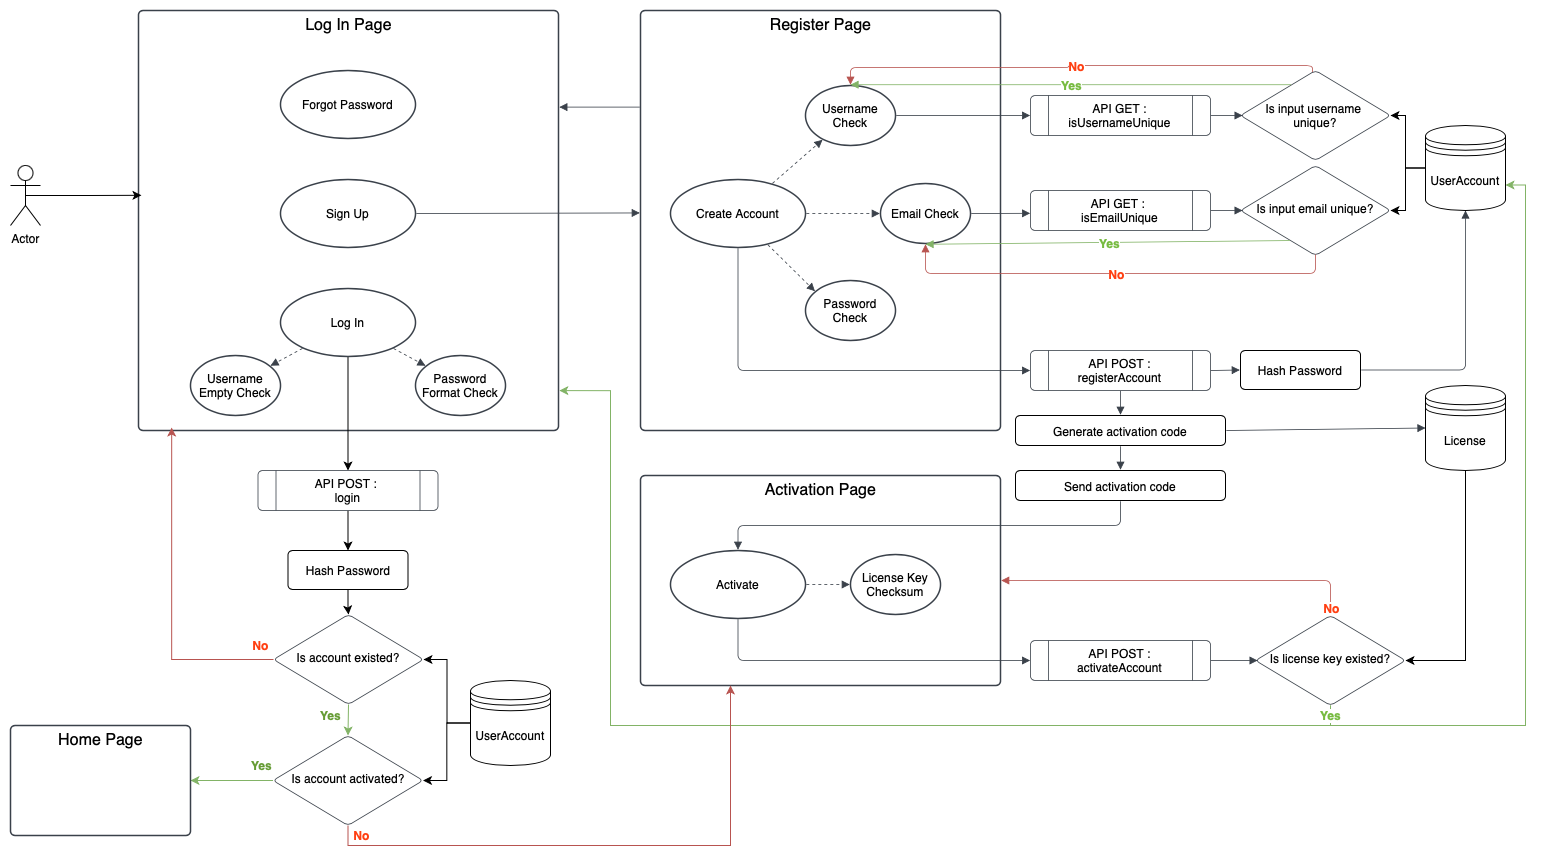 Log In Page
Forgot Password
Sign Up
Log In
Username
Empty Check
Password
Format Check
Actor
API POST :
login
Hash Password
Is account existed?
No
Yes
UserAccount
Is account activated?
Yes
No
Home Page
Register Page
Username
Check
Create Account
Email Check
Password
Check
No
Yes
API GET :
isUsernameUnique
Is input username
unique?
UserAccount
API GET :
isEmailUnique
Is input email unique?
Yes
No
API POST :
registerAccount
Hash Password
Generate activation code
License
Send activation code
Activation Page
Activate
License Key
Checksum
API POST :
activateAccount
No
Is license key existed?
Yes